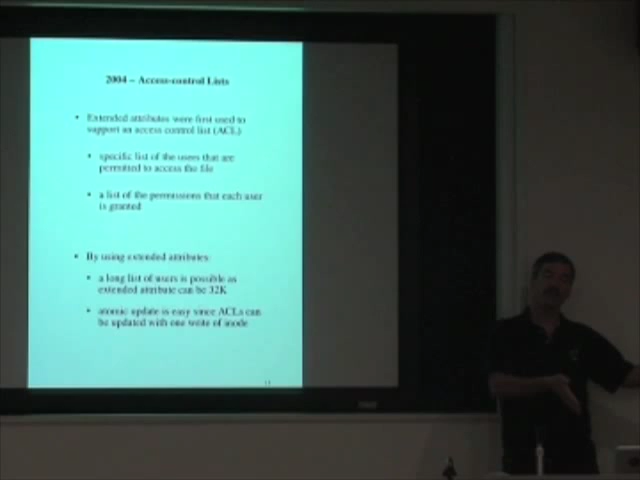 2004 – Access-control Lists
• Extended attributes were first used to
support an access control list (ACL)
• specific list of the users that are
permitted to access the file
• a list of the permissions that each user
is granted
• By using extended attributes:
• a long list of users is possible as
extended attribute can be 32K
• atomic update is easy since ACLs can
be updated with one write of inode